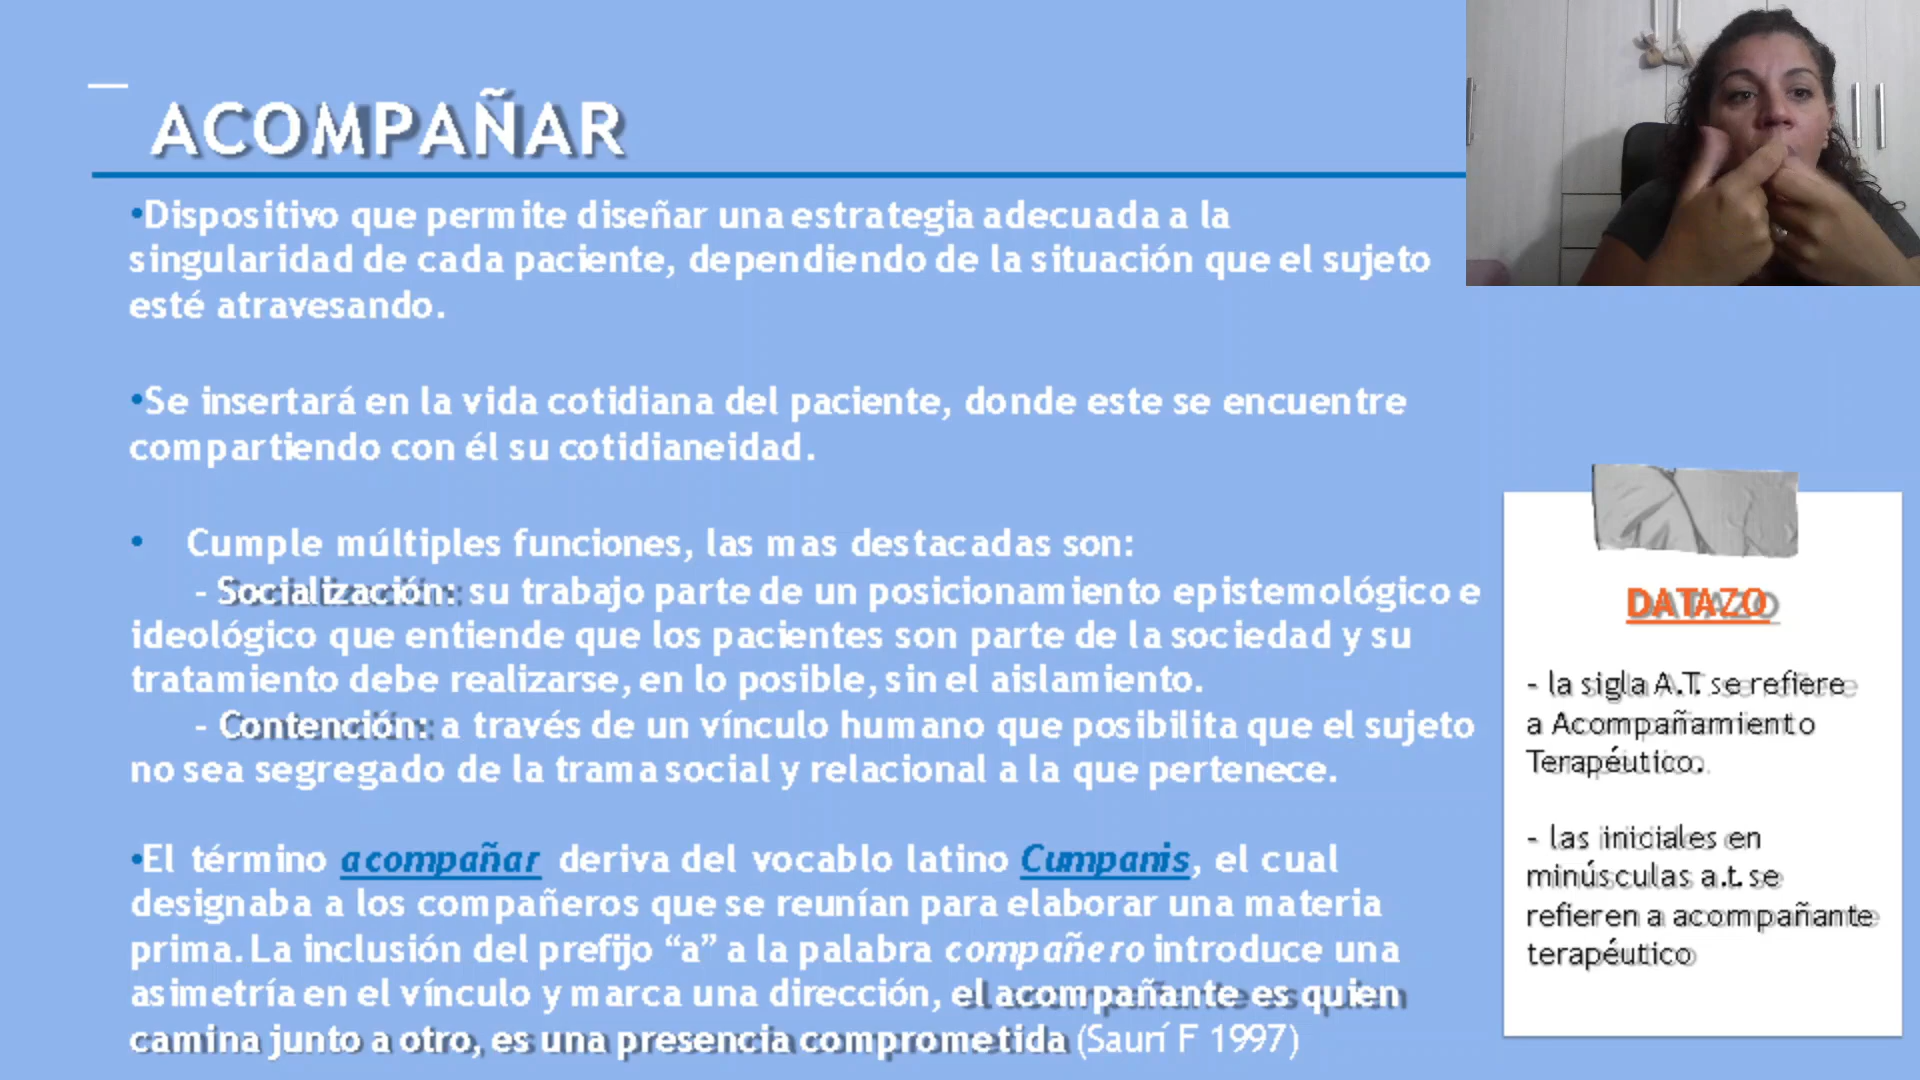 ACOMPAÑAR
•Dispositivo que permite diseñar una estrategia adecuada a la
singularidad de cada paciente, dependiendo de la situación que el sujeto
esté atravesando.
•Se insertará en la vida cotidiana del paciente, donde este se encuentre
compartiendo con él su cotidianeidad.
• Cumple múltiples funciones, las mas destacadas son:
- Socialización: su trabajo parte de un posicionamiento epistemológico e
ideológico que entiende que los pacientes son parte de la sociedad y su
tratamiento debe realizarse, en lo posible, sin el aislamiento.
- Contención: a través de un vínculo humano que posibilita que el sujeto
no sea segregado de la trama social y relacional a la que pertenece.
•El término acompañar deriva del vocablo latino Cumpanis, el cual
designaba a los compañeros que se reunían para elaborar una materia
prima. La inclusión del prefijo “a” a la palabra compañero introduce una
asimetría en el vínculo y marca una dirección, el acompañante es quien
camina junto a otro, es una presencia comprometida (Saurí F 1997)
DATAZO
- la sigla A.T. se refiere
a Acompañamiento
Terapéutico.
- las iniciales en
minúsculas a.t. se
refieren a acompañante
terapéutico